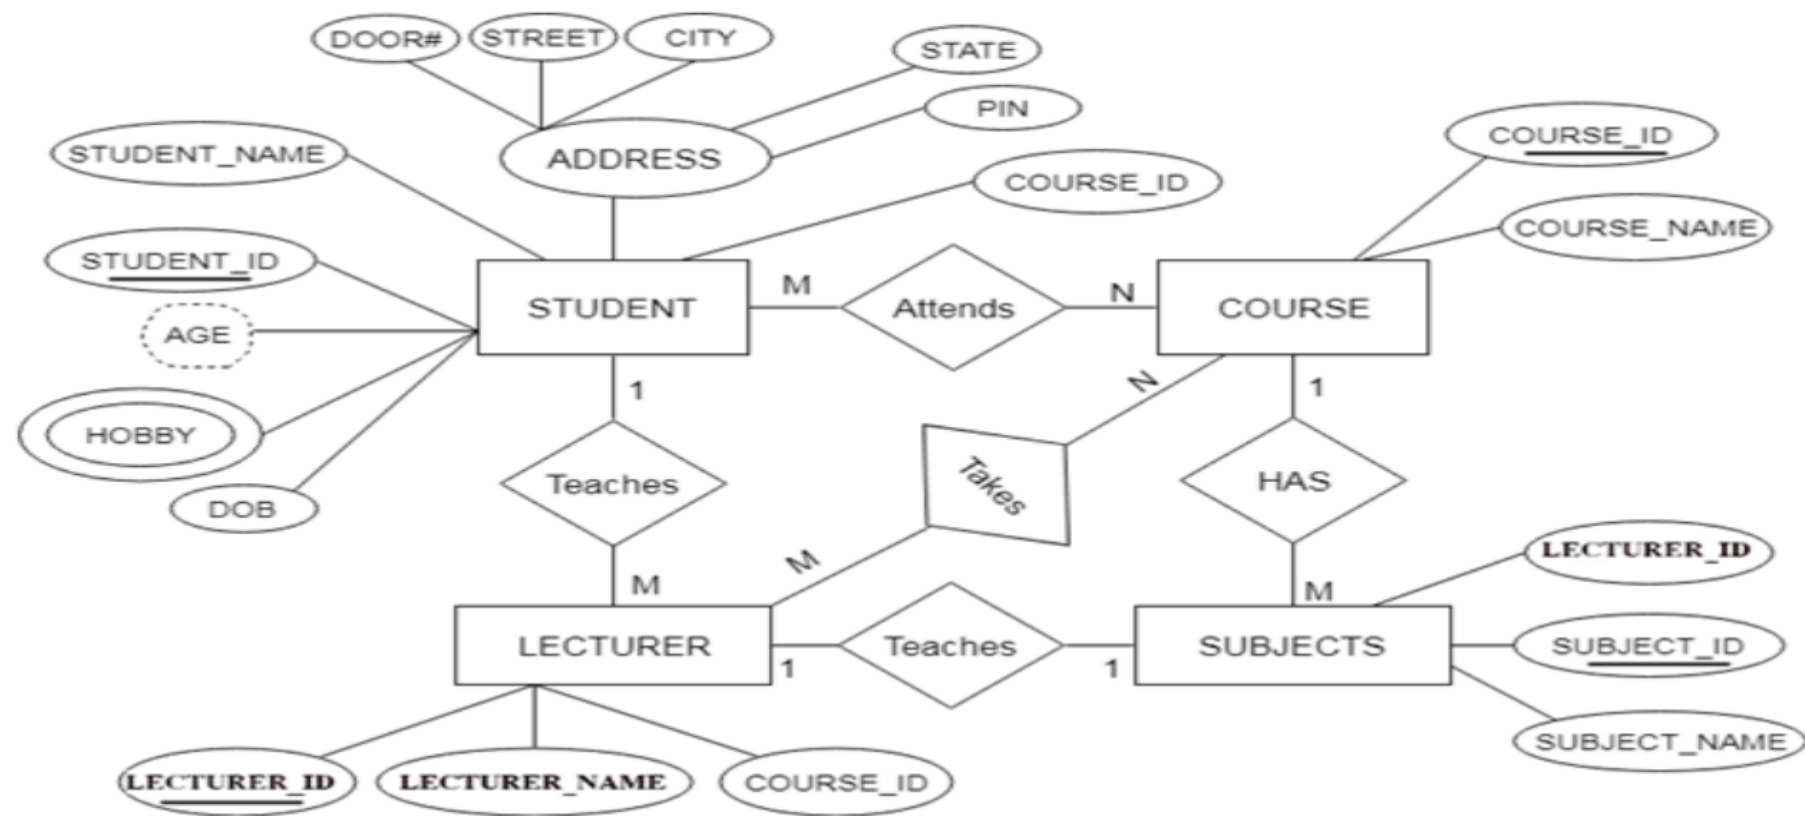 DOOR# STREET CITY
STATE
PIN
STUDENT_NAME
ADDRESS
COURSE_ID
COURSE_ID
COURSE_NAME
STUDENT_ID
AGE
HOBBY
DOB
STUDENT
M
Attends
N
COURSE
1
Teaches
M
N
Takes
M
1
HAS
M
LECTURER
1
Teaches
1
SUBJECTS
LECTURER_ID
SUBJECT_ID
SUBJECT_NAME
LECTURER_ID
LECTURER_NAME
COURSE_ID